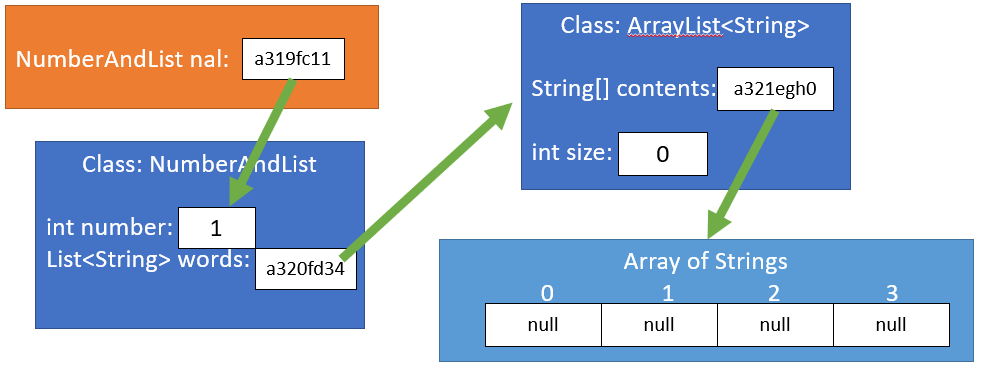 NumberAndList nal: a319fc11
Class: NumberAndList
int number: 1
List<String> words: a320fd34
Class: ArrayList<String>
String[] contents: a321egh0
int size: 0
Array of Strings
0 1 2 3
null null null null